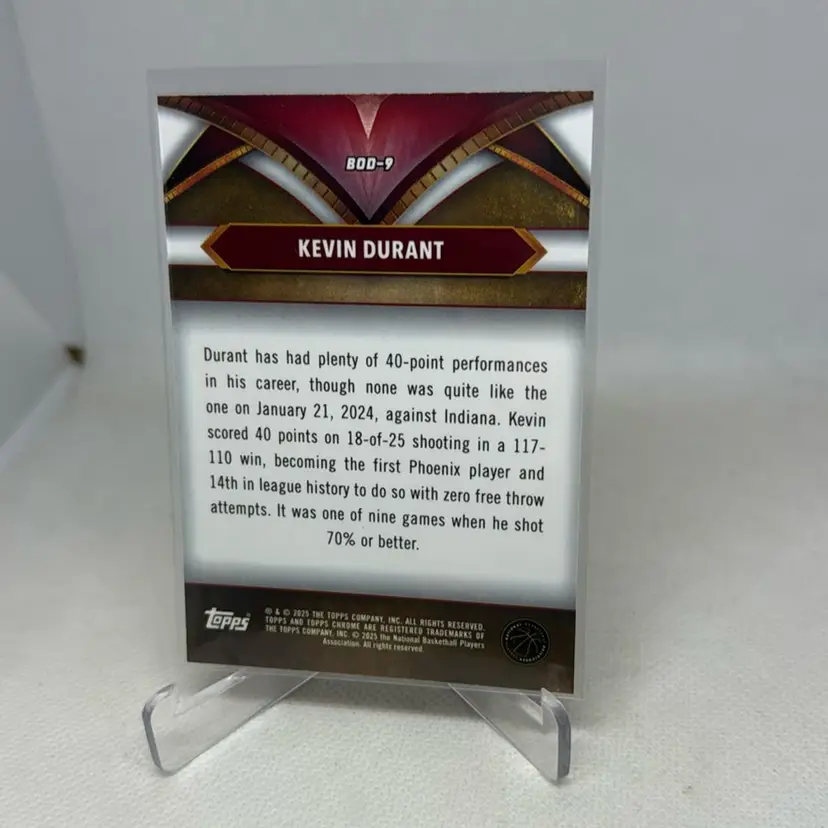 BOD-9
KEVIN DURANT
Durant has had plenty of 40-point performances
in his career, though none was quite like the
one on January 21, 2024, against Indiana. Kevin
scored 40 points on 18-of-25 shooting in a 117-
110 win, becoming the first Phoenix player and
14th in league history to do so with zero free throw
attempts. It was one of nine games when he shot
70% or better.
Topps
® & © 2025 THE TOPPS COMPANY, INC. ALL RIGHTS RESERVED.
TOPPS AND TOPPS CHROME ARE REGISTERED TRADEMARKS OF
THE TOPPS COMPANY, INC. © 2025 the National Basketball Players
Association. All rights reserved.